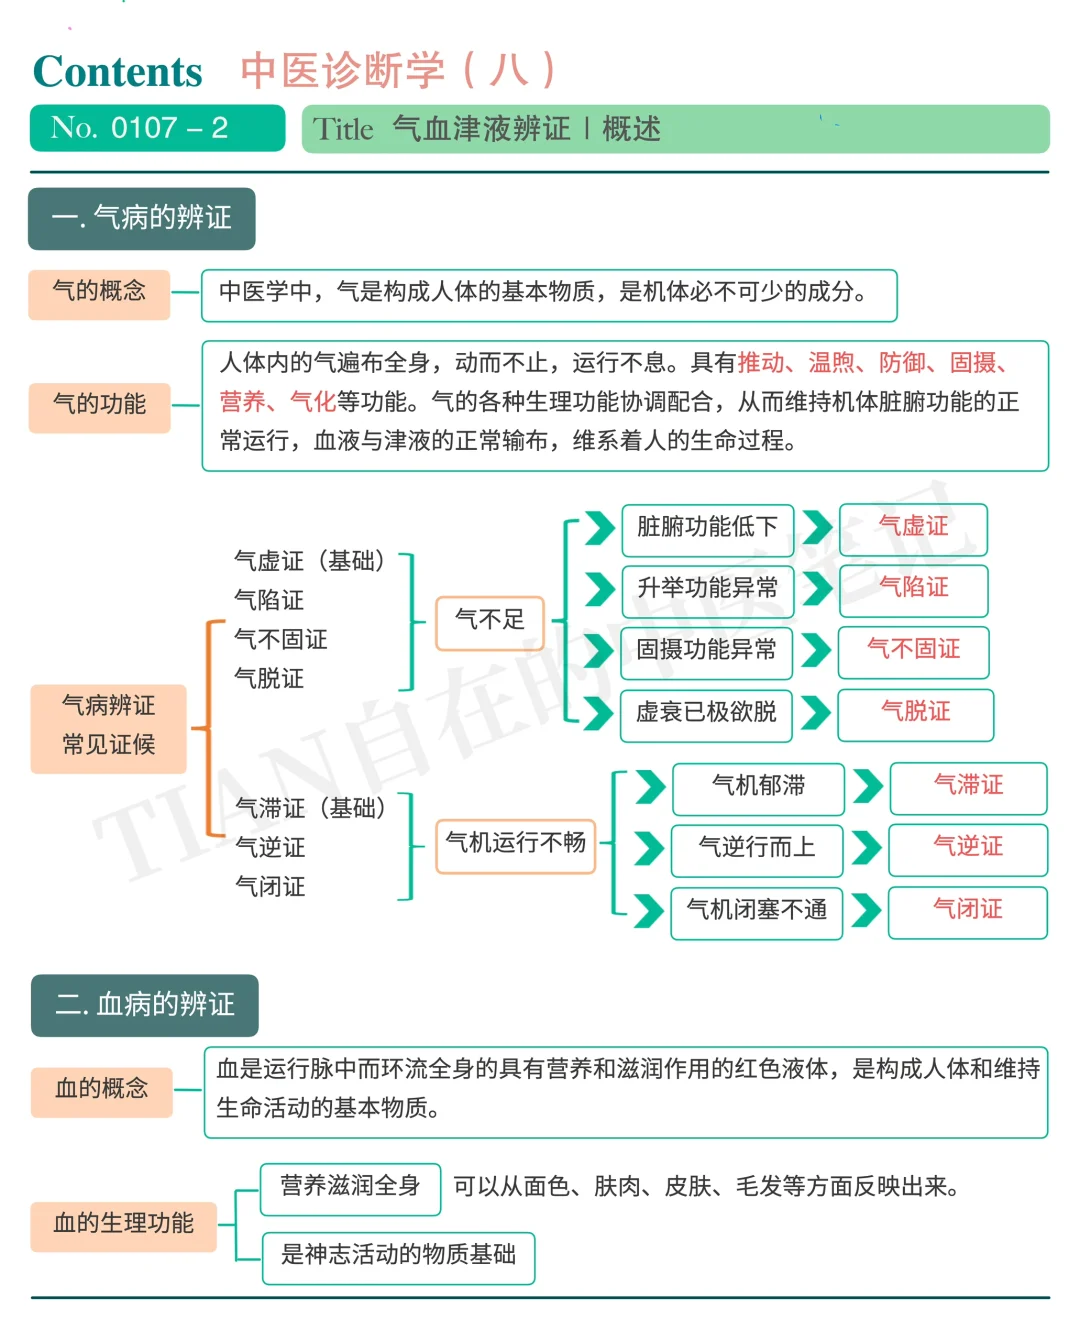 Contents 中医诊断学（八）
No. 0107 – 2
Title 气血津液辨证 | 概述
一. 气病的辨证
气的概念
中医学中，气是构成人体的基本物质，是机体必不可少的成分。
气的功能
人体内的气遍布全身，动而不止，运行不息。具有推动、温煦、防御、固摄、
营养、气化等功能。气的各种生理功能协调配合，从而维持机体脏腑功能的正
常运行，血液与津液的正常输布，维系着人的生命过程。
气病辨证
常见证候
气虚证（基础）
气陷证
气不固证
气脱证
气不足
脏腑功能低下
气虚证
升举功能异常
气陷证
固摄功能异常
气不固证
虚衰已极欲脱
气脱证
气滞证（基础）
气逆证
气闭证
气机运行不畅
气机郁滞
气滞证
气逆行而上
气逆证
气机闭塞不通
气闭证
TIAN自在的中医笔记
二. 血病的辨证
血的概念
血是运行脉中而环流全身的具有营养和滋润作用的红色液体，是构成人体和维持
生命活动的基本物质。
血的生理功能
营养滋润全身
可以从面色、肤肉、皮肤、毛发等方面反映出来。
是神志活动的物质基础